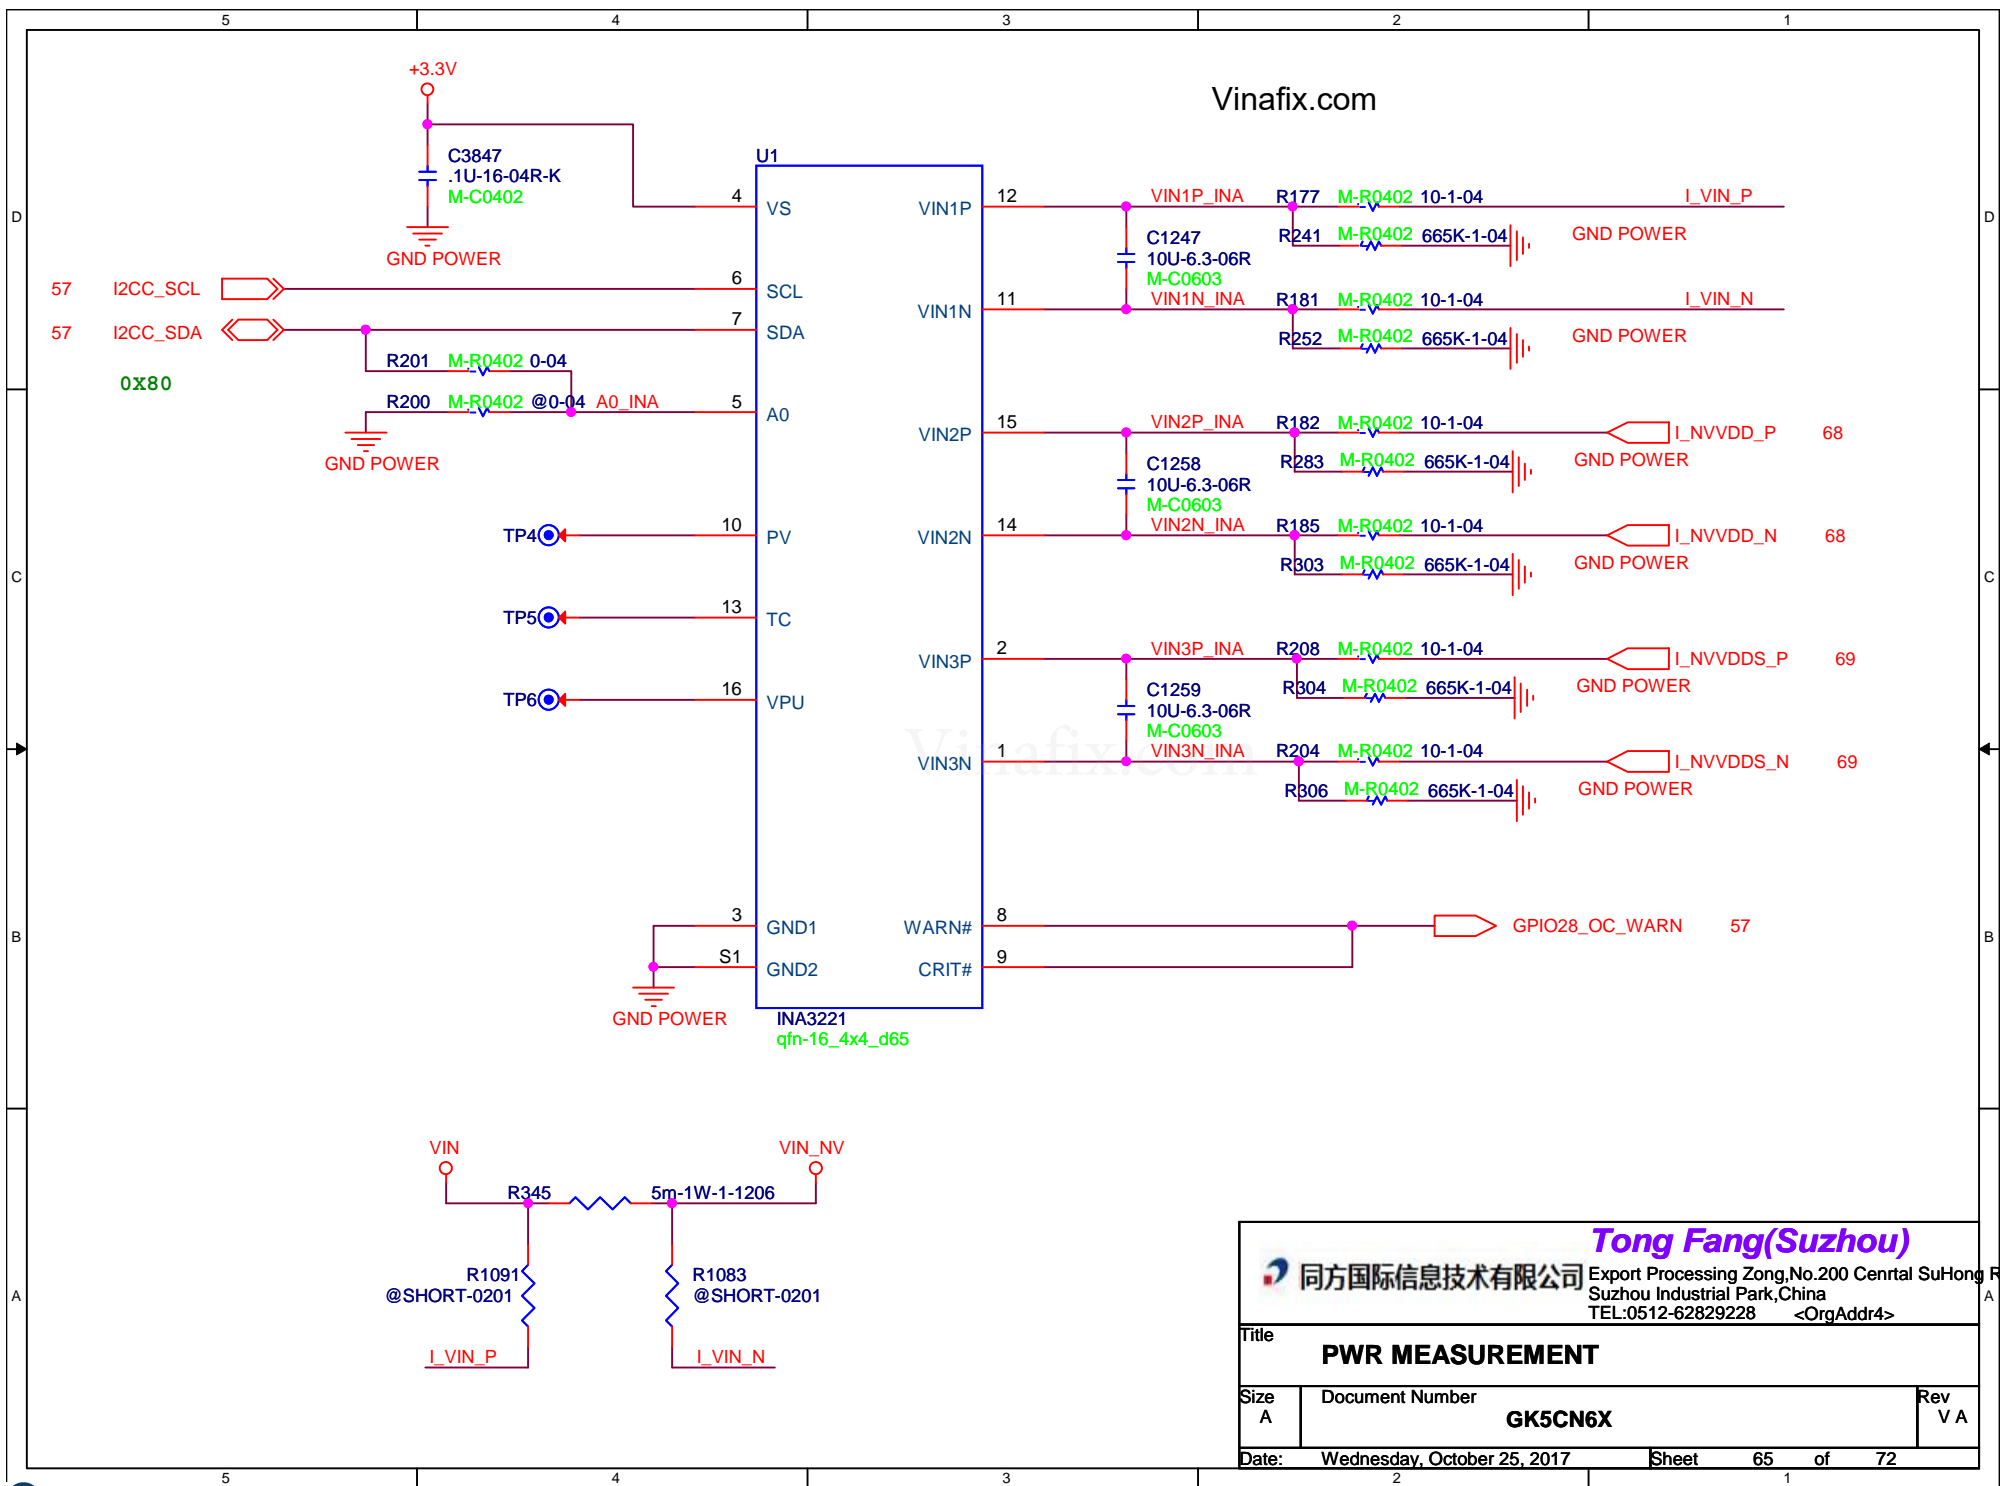 5 4 3 2 1
Vinafix.com
+3.3V
C3847
.1U-16-04R-K
M-C0402
GND POWER
57 I2CC_SCL
57 I2CC_SDA
0X80
R201 M-R0402 0-04
R200 M-R0402 @0-04 A0_INA
GND POWER
TP4
TP5
TP6
U1
4 VS
6 SCL
7 SDA
5 A0
10 PV
13 TC
16 VPU
3 GND1
S1 GND2
GND POWER
VIN1P 12
VIN1N 11
VIN2P 15
VIN2N 14
VIN3P 2
VIN3N 1
WARN# 8
CRIT# 9
INA3221
qfn-16_4x4_d65
VIN1P_INA R177 M-R0402 10-1-04 I_VIN_P
R241 M-R0402 665K-1-04 GND POWER
C1247
10U-6.3-06R
M-C0603
VIN1N_INA R181 M-R0402 10-1-04 I_VIN_N
R252 M-R0402 665K-1-04 GND POWER
VIN2P_INA R182 M-R0402 10-1-04 I_NVVDD_P 68
R283 M-R0402 665K-1-04 GND POWER
C1258
10U-6.3-06R
M-C0603
VIN2N_INA R185 M-R0402 10-1-04 I_NVVDD_N 68
R303 M-R0402 665K-1-04 GND POWER
VIN3P_INA R208 M-R0402 10-1-04 I_NVVDDS_P 69
R304 M-R0402 665K-1-04 GND POWER
C1259
10U-6.3-06R
M-C0603
Vinafix.com
VIN3N_INA R204 M-R0402 10-1-04 I_NVVDDS_N 69
R306 M-R0402 665K-1-04 GND POWER
GPIO28_OC_WARN 57
VIN VIN_NV
R345 5m-1W-1-1206
R1091
@SHORT-0201
R1083
@SHORT-0201
I_VIN_P I_VIN_N
D D
C C
B B
A A
同方国际信息技术有限公司
Tong Fang(Suzhou)
Export Processing Zong,No.200 Cenrtal SuHong R
Suzhou Industrial Park,China
TEL:0512-62829228 <OrgAddr4>
Title
PWR MEASUREMENT
Size
A
Document Number
GK5CN6X
Rev
V A
Date: Wednesday, October 25, 2017 Sheet 65 of 72
5 4 3 2 1